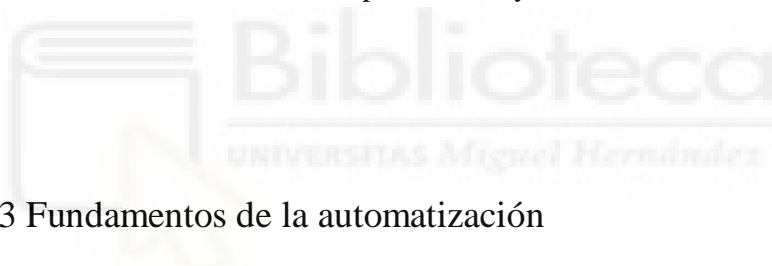 Biblioteca
UNIVERSITAS Miguel Hernández
3 Fundamentos de la automatización